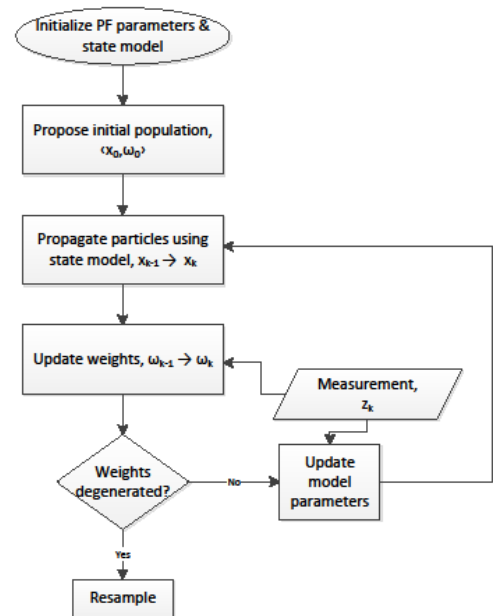 Initialize PF parameters &
state model
Propose initial population,
‹x₀,ω₀›
Propagate particles using
state model, xₖ₋₁ → xₖ
Update weights, ωₖ₋₁ → ωₖ
Measurement,
zₖ
Weights
degenerated?
No
Update
model
parameters
Yes
Resample